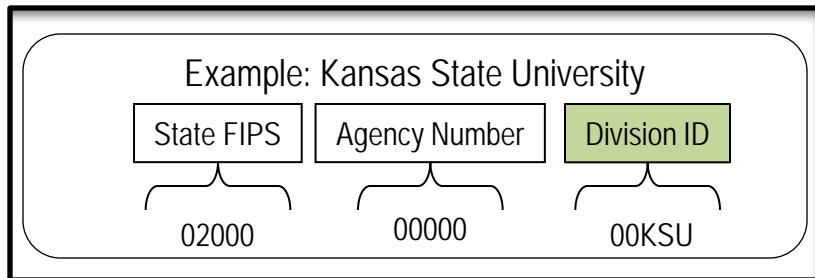 Example: Kansas State University
State FIPS Agency Number Division ID
02000 00000 00KSU